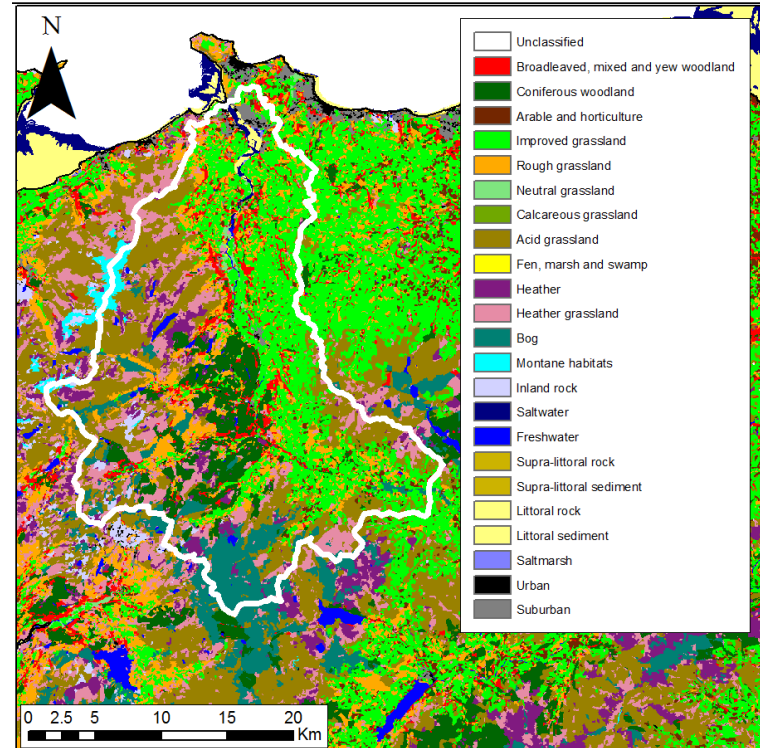 N
Unclassified
Broadleaved, mixed and yew woodland
Coniferous woodland
Arable and horticulture
Improved grassland
Rough grassland
Neutral grassland
Calcareous grassland
Acid grassland
Fen, marsh and swamp
Heather
Heather grassland
Bog
Montane habitats
Inland rock
Saltwater
Freshwater
Supra-littoral rock
Supra-littoral sediment
Littoral rock
Littoral sediment
Saltmarsh
Urban
Suburban
0 2.5 5 10 15 20
Km